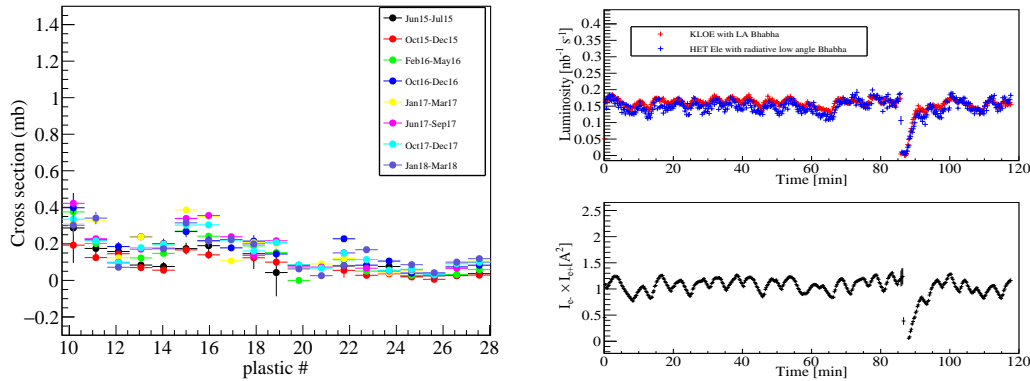 Cross section (mb)
1.4
1.2
1
0.8
0.6
0.4
0.2
0
−0.2
10 12 14 16 18 20 22 24 26 28
plastic #
Jun15-Jul15
Oct15-Dec15
Feb16-May16
Oct16-Dec16
Jan17-Mar17
Jun17-Sep17
Oct17-Dec17
Jan18-Mar18
Luminosity [nb⁻¹ s⁻¹]
0.4
0.35
0.3
0.25
0.2
0.15
0.1
0.05
0
KLOE with LA Bhabha
HET Ele with radiative low angle Bhabha
0 20 40 60 80 100 120
Time [min]
Iₑ₋ × Iₑ₊[A²]
2.5
2
1.5
1
0.5
0
0 20 40 60 80 100 120
Time [min]